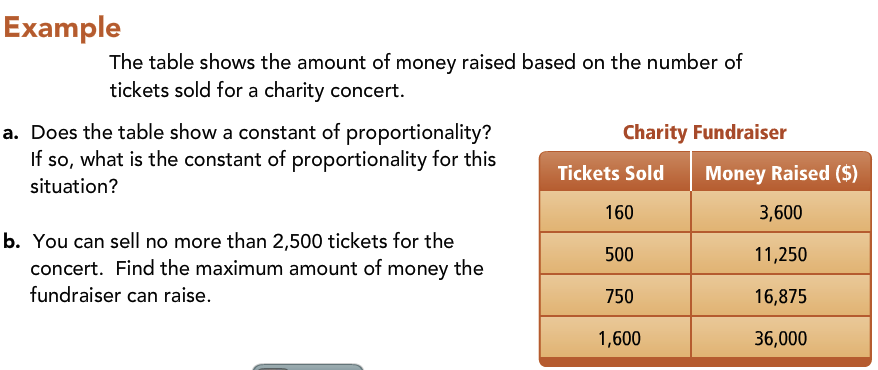 Example
The table shows the amount of money raised based on the number of
tickets sold for a charity concert.
a. Does the table show a constant of proportionality?
If so, what is the constant of proportionality for this
situation?
b. You can sell no more than 2,500 tickets for the
concert. Find the maximum amount of money the
fundraiser can raise.
Charity Fundraiser
Tickets Sold Money Raised ($)
160 3,600
500 11,250
750 16,875
1,600 36,000